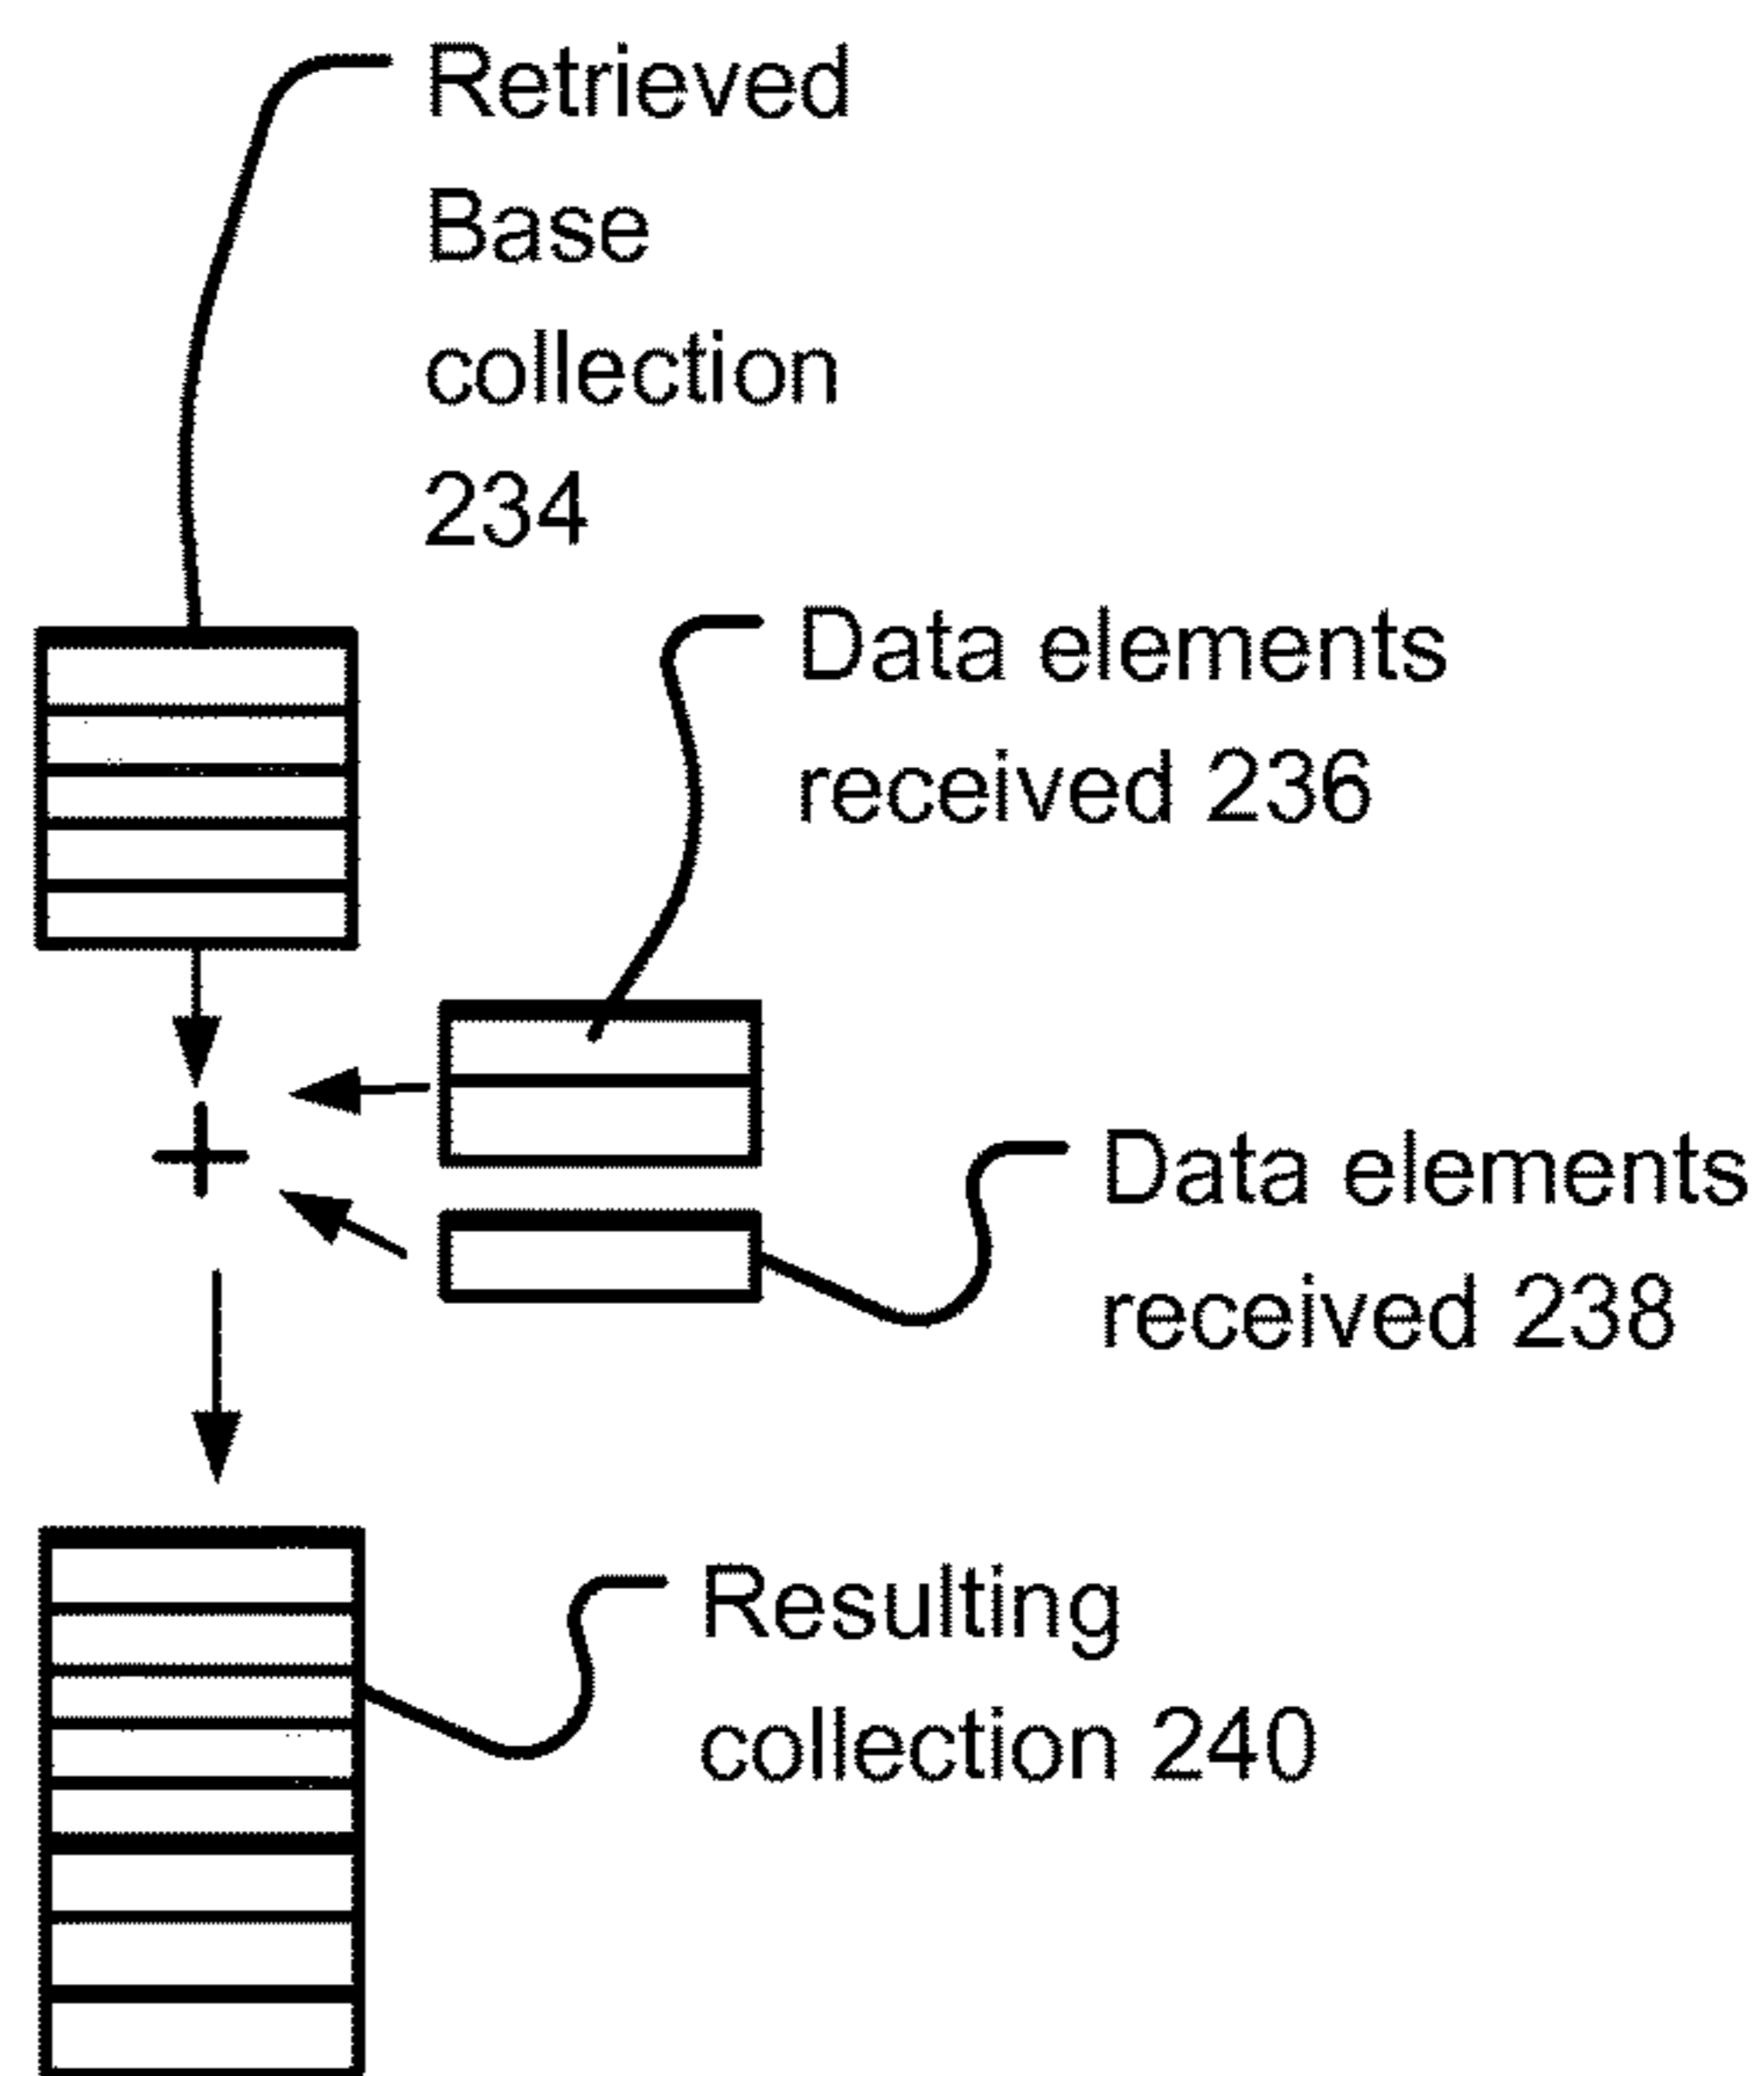 Retrieved
Base
collection
234
Data elements
received 236
Data elements
received 238
Resulting
collection 240